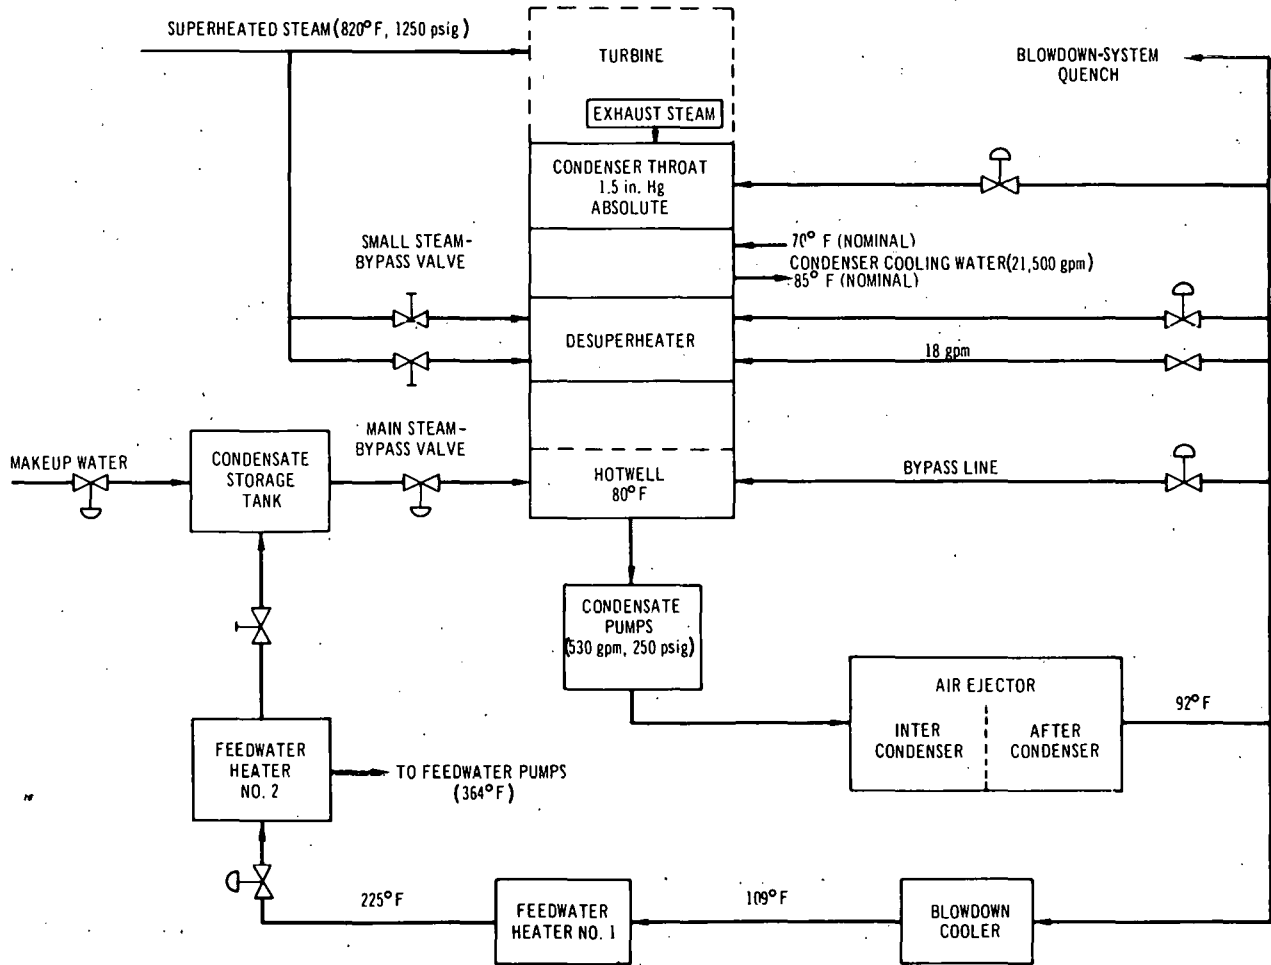 SUPERHEATED STEAM (820°F, 1250 psig)
TURBINE
BLOWDOWN-SYSTEM
QUENCH
EXHAUST STEAM
CONDENSER THROAT
1.5 in. Hg
ABSOLUTE
SMALL STEAM-
BYPASS VALVE
70°F (NOMINAL)
CONDENSER COOLING WATER (21,500 gpm)
85°F (NOMINAL)
DESUPERHEATER
18 gpm
MAIN STEAM-
BYPASS VALVE
MAKEUP WATER
CONDENSATE
STORAGE
TANK
HOTWELL
80°F
BYPASS LINE
CONDENSATE
PUMPS
(530 gpm, 250 psig)
AIR EJECTOR
INTER
CONDENSER
AFTER
CONDENSER
92°F
FEEDWATER
HEATER
NO. 2
TO FEEDWATER PUMPS
(364°F)
225°F
FEEDWATER
HEATER NO. 1
109°F
BLOWDOWN
COOLER